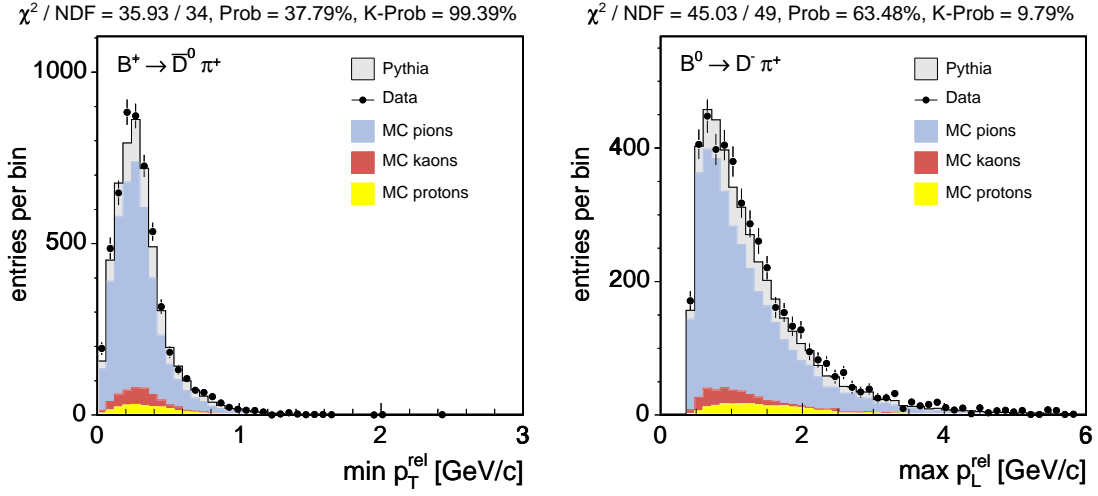 χ² / NDF = 35.93 / 34, Prob = 37.79%, K-Prob = 99.39%
B⁺ → D̅⁰ π⁺
Pythia
Data
MC pions
MC kaons
MC protons
entries per bin
1000
500
0
0 1 2 3
min p_T^rel [GeV/c]
χ² / NDF = 45.03 / 49, Prob = 63.48%, K-Prob = 9.79%
B⁰ → D⁻ π⁺
Pythia
Data
MC pions
MC kaons
MC protons
entries per bin
400
200
0
0 2 4 6
max p_L^rel [GeV/c]